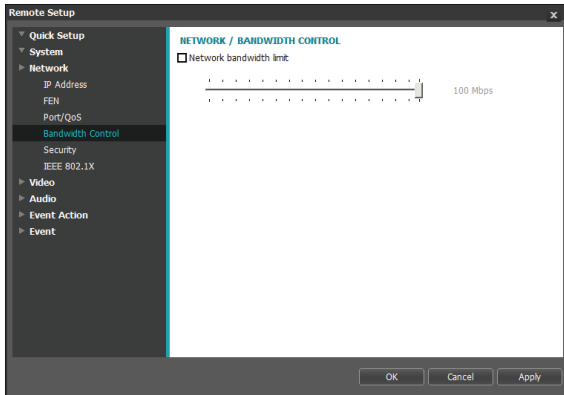 Remote Setup
x
Quick Setup
System
Network
IP Address
FEN
Port/QoS
Bandwidth Control
Security
IEEE 802.1X
Video
Audio
Event Action
Event
NETWORK / BANDWIDTH CONTROL
Network bandwidth limit
100 Mbps
OK
Cancel
Apply